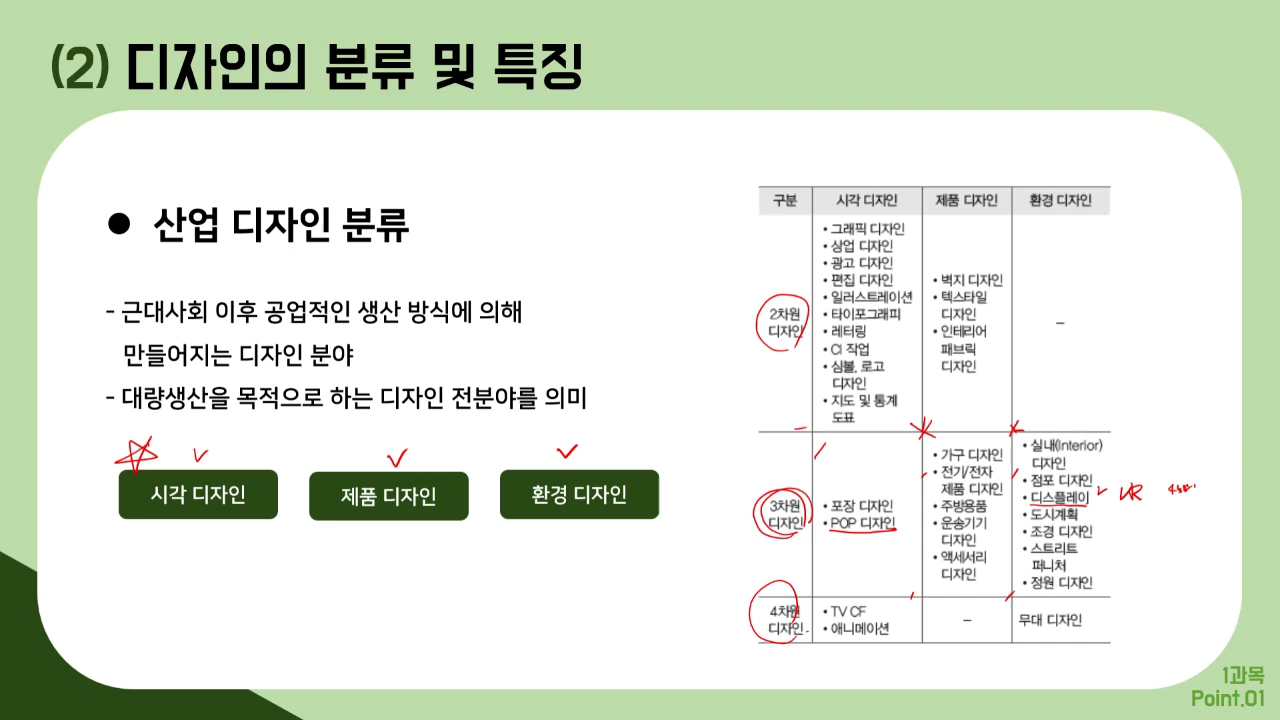 (2) 디자인의 분류 및 특징
● 산업 디자인 분류
- 근대사회 이후 공업적인 생산 방식에 의해
만들어지는 디자인 분야
- 대량생산을 목적으로 하는 디자인 전분야를 의미
시각 디자인
제품 디자인
환경 디자인
구분 시각 디자인 제품 디자인 환경 디자인
2차원
디자인
• 그래픽 디자인
• 상업 디자인
• 광고 디자인
• 편집 디자인
• 일러스트레이션
• 타이포그래피
• 레터링
• CI 작업
• 심볼, 로고
디자인
• 지도 및 통계
도표
• 벽지 디자인
• 텍스타일
디자인
• 인테리어
패브릭
디자인
–
3차원
디자인
• 포장 디자인
• POP 디자인
• 가구 디자인
• 전기/전자
제품 디자인
• 주방용품
• 운송기기
디자인
• 액세서리
디자인
• 실내(Interior)
디자인
• 점포 디자인
• 디스플레이
VR
• 도시계획
• 조경 디자인
• 스트리트
퍼니처
• 정원 디자인
4차원
디자인
• TV CF
• 애니메이션
–
무대 디자인
1과목
Point.01